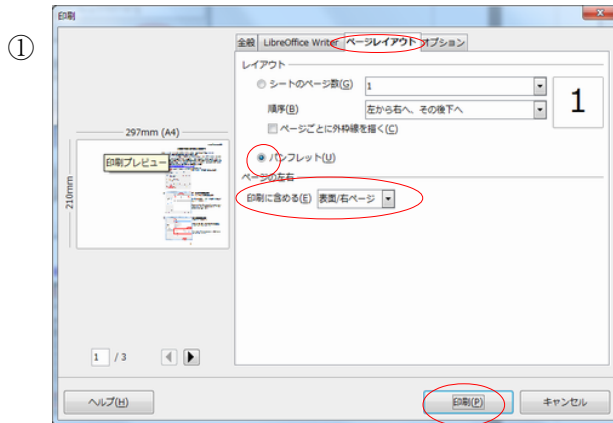 ①
印刷
全般 LibreOffice Writer ページレイアウト オプション
レイアウト
シートのページ数(G) 1
順序(B) 左から右へ、その後下へ
ページごとに外枠線を描く(C)
1
パンフレット(U)
ページの左右
印刷に含める(E) 表面/右ページ
297mm (A4)
印刷プレビュー
210mm
1 / 3
ヘルプ(H) 印刷(P) キャンセル